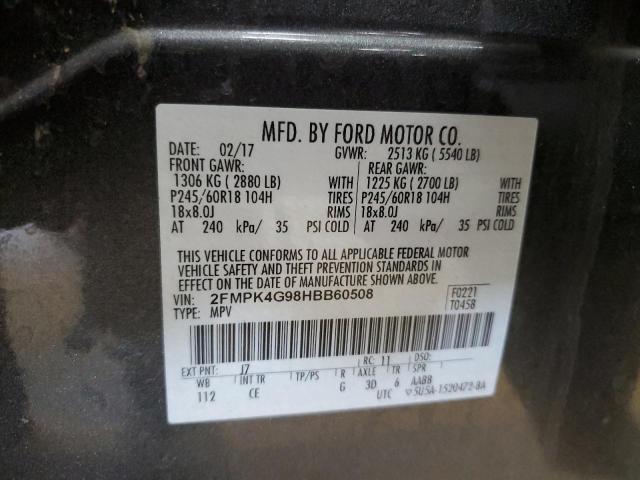 MFD. BY FORD MOTOR CO.
DATE: 02/17 GVWR: 2513 KG ( 5540 LB)
FRONT GAWR: REAR GAWR:
1306 KG ( 2880 LB) WITH 1225 KG ( 2700 LB) WITH
P245/60R18 104H TIRES P245/60R18 104H TIRES
18x8.0J RIMS 18x8.0J RIMS
AT 240 kPa/ 35 PSI COLD AT 240 kPa/ 35 PSI COLD
THIS VEHICLE CONFORMS TO ALL APPLICABLE FEDERAL MOTOR
VEHICLE SAFETY AND THEFT PREVENTION STANDARDS IN
EFFECT ON THE DATE OF MANUFACTURE SHOWN ABOVE.
VIN: 2FMPK4G98HBB60508 F0221
TYPE: MPV T0458
EXT PNT: J7 RC: 11 DSO:
WB INT TR TP/PS R AXLE TR SPR
112 CE G 3D 6 AABB
UTC 5U5A-1520472-BA